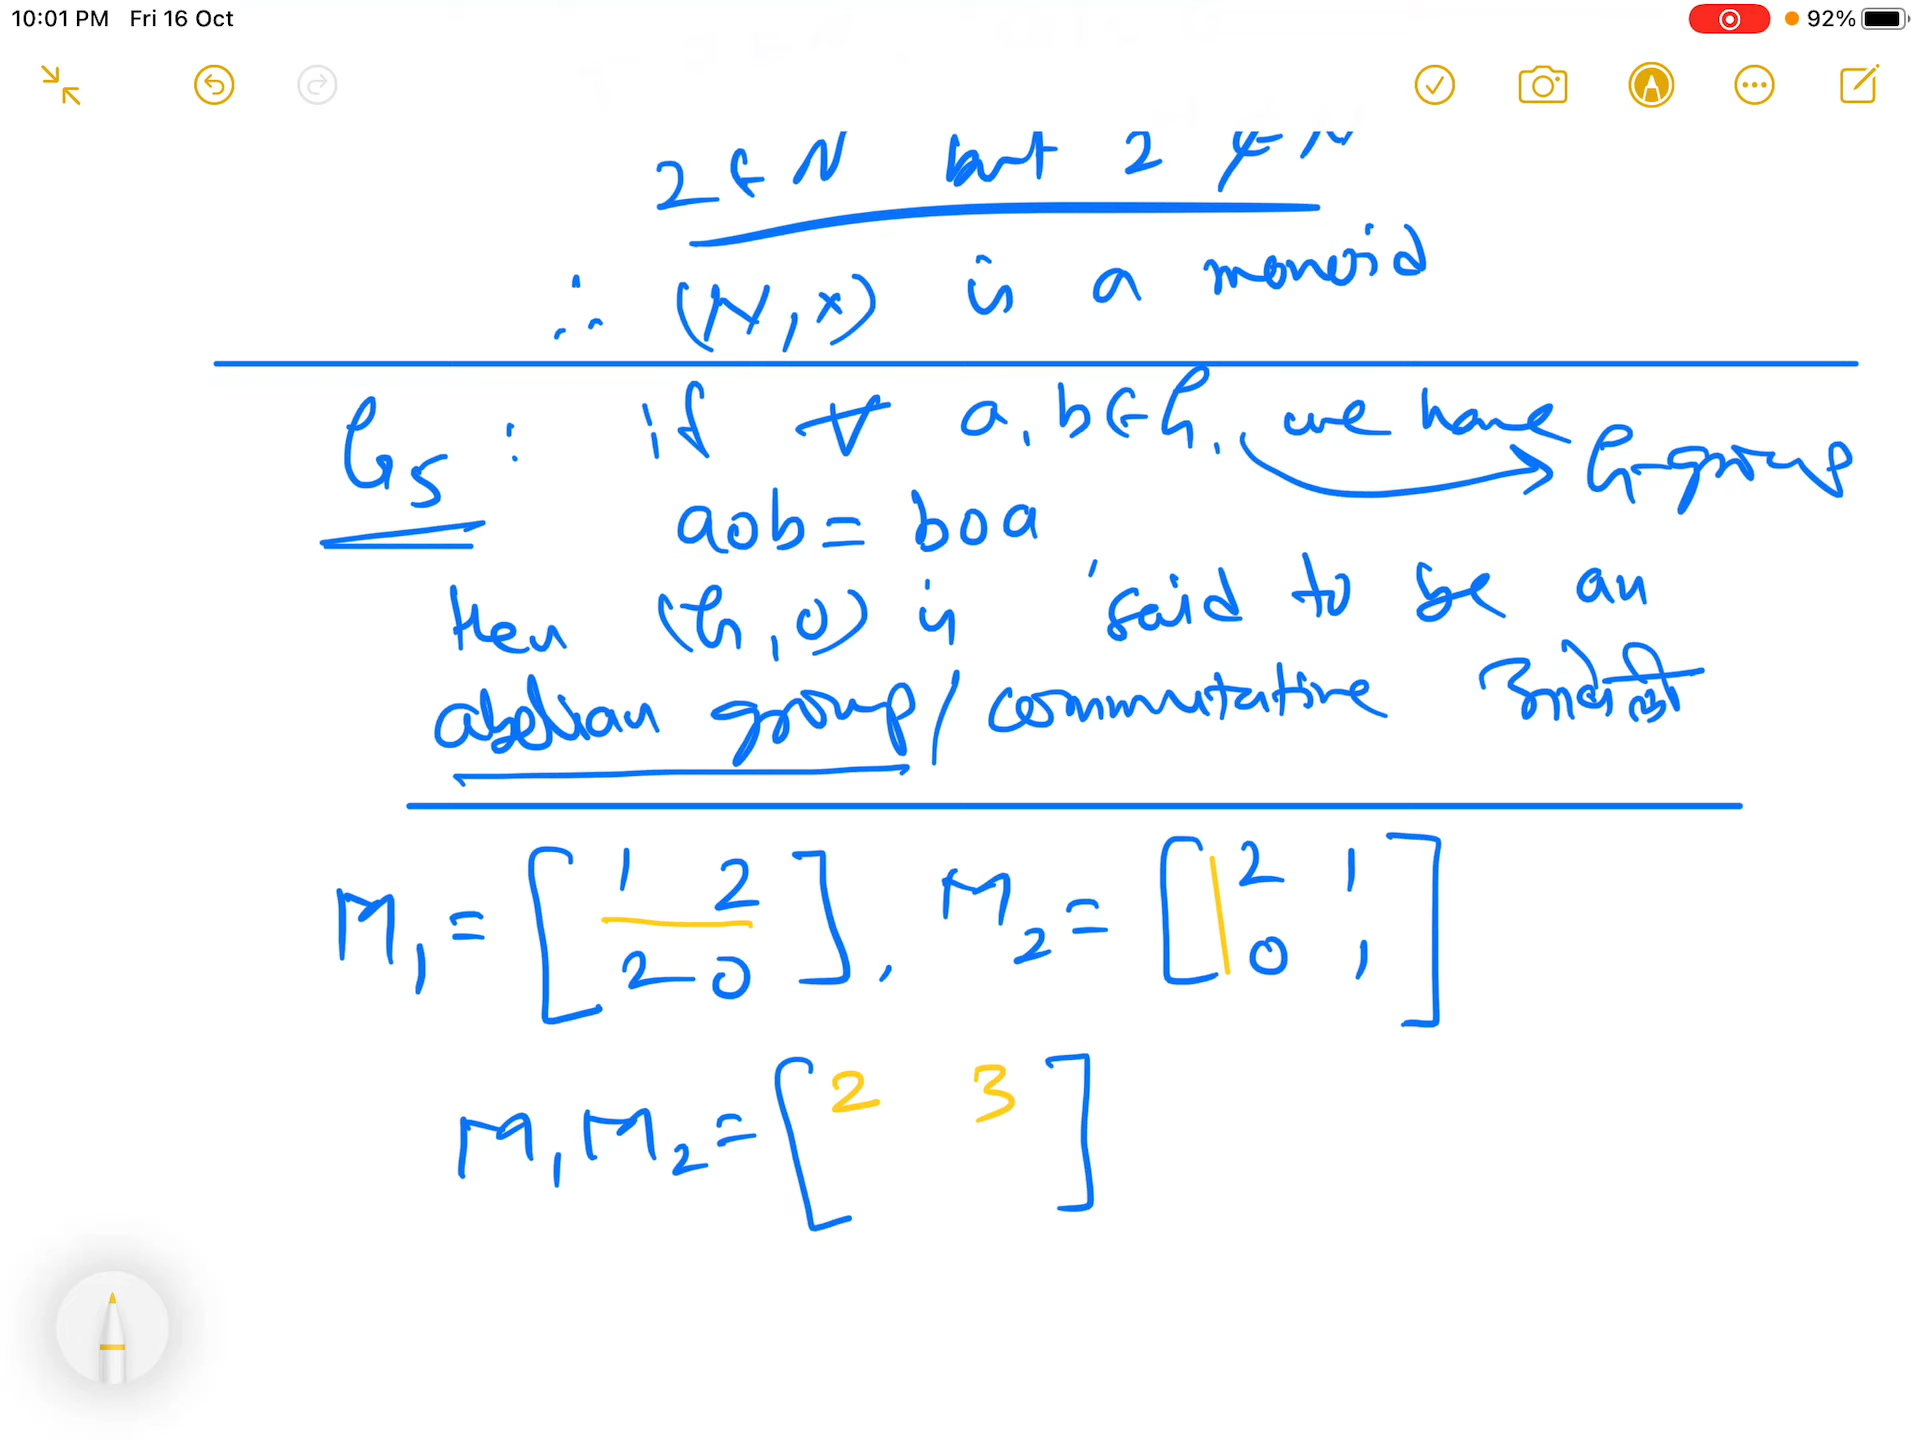 10:01 PM Fri 16 Oct 92%
2 ∈ N but 2 ∉ N
∴ (N, ×) is a monoid
G5 : if ∀ a, b ∈ G, we have → G-group
aob = boa
then (G, o) is said to be an
abelian group / commutative
M1 = [ 1 2
2 0 ], M2 = [ 2 1
0 1 ]
M1M2 = [ 2 3 ]